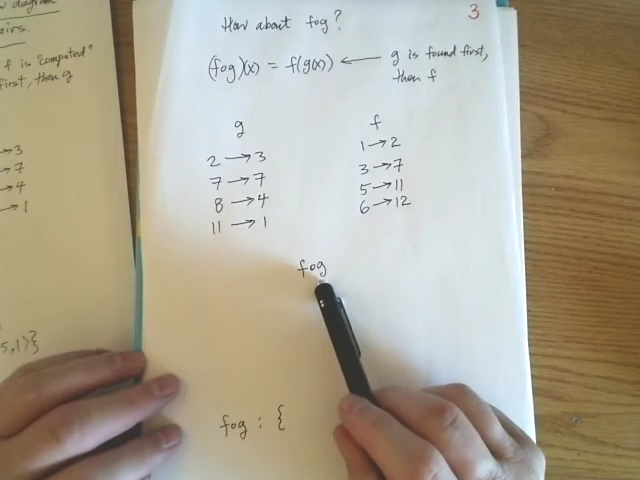 w diagram
airs.
f is "computed"
first, then g
→3
→7
→4
→1
5,1)}
3
How about fog?
(fog)(x) = f(g(x)) ← g is found first,
then f
g
2 → 3
7 → 7
8 → 4
11 → 1
f
1 → 2
3 → 7
5 → 11
6 → 12
fog
fog : {